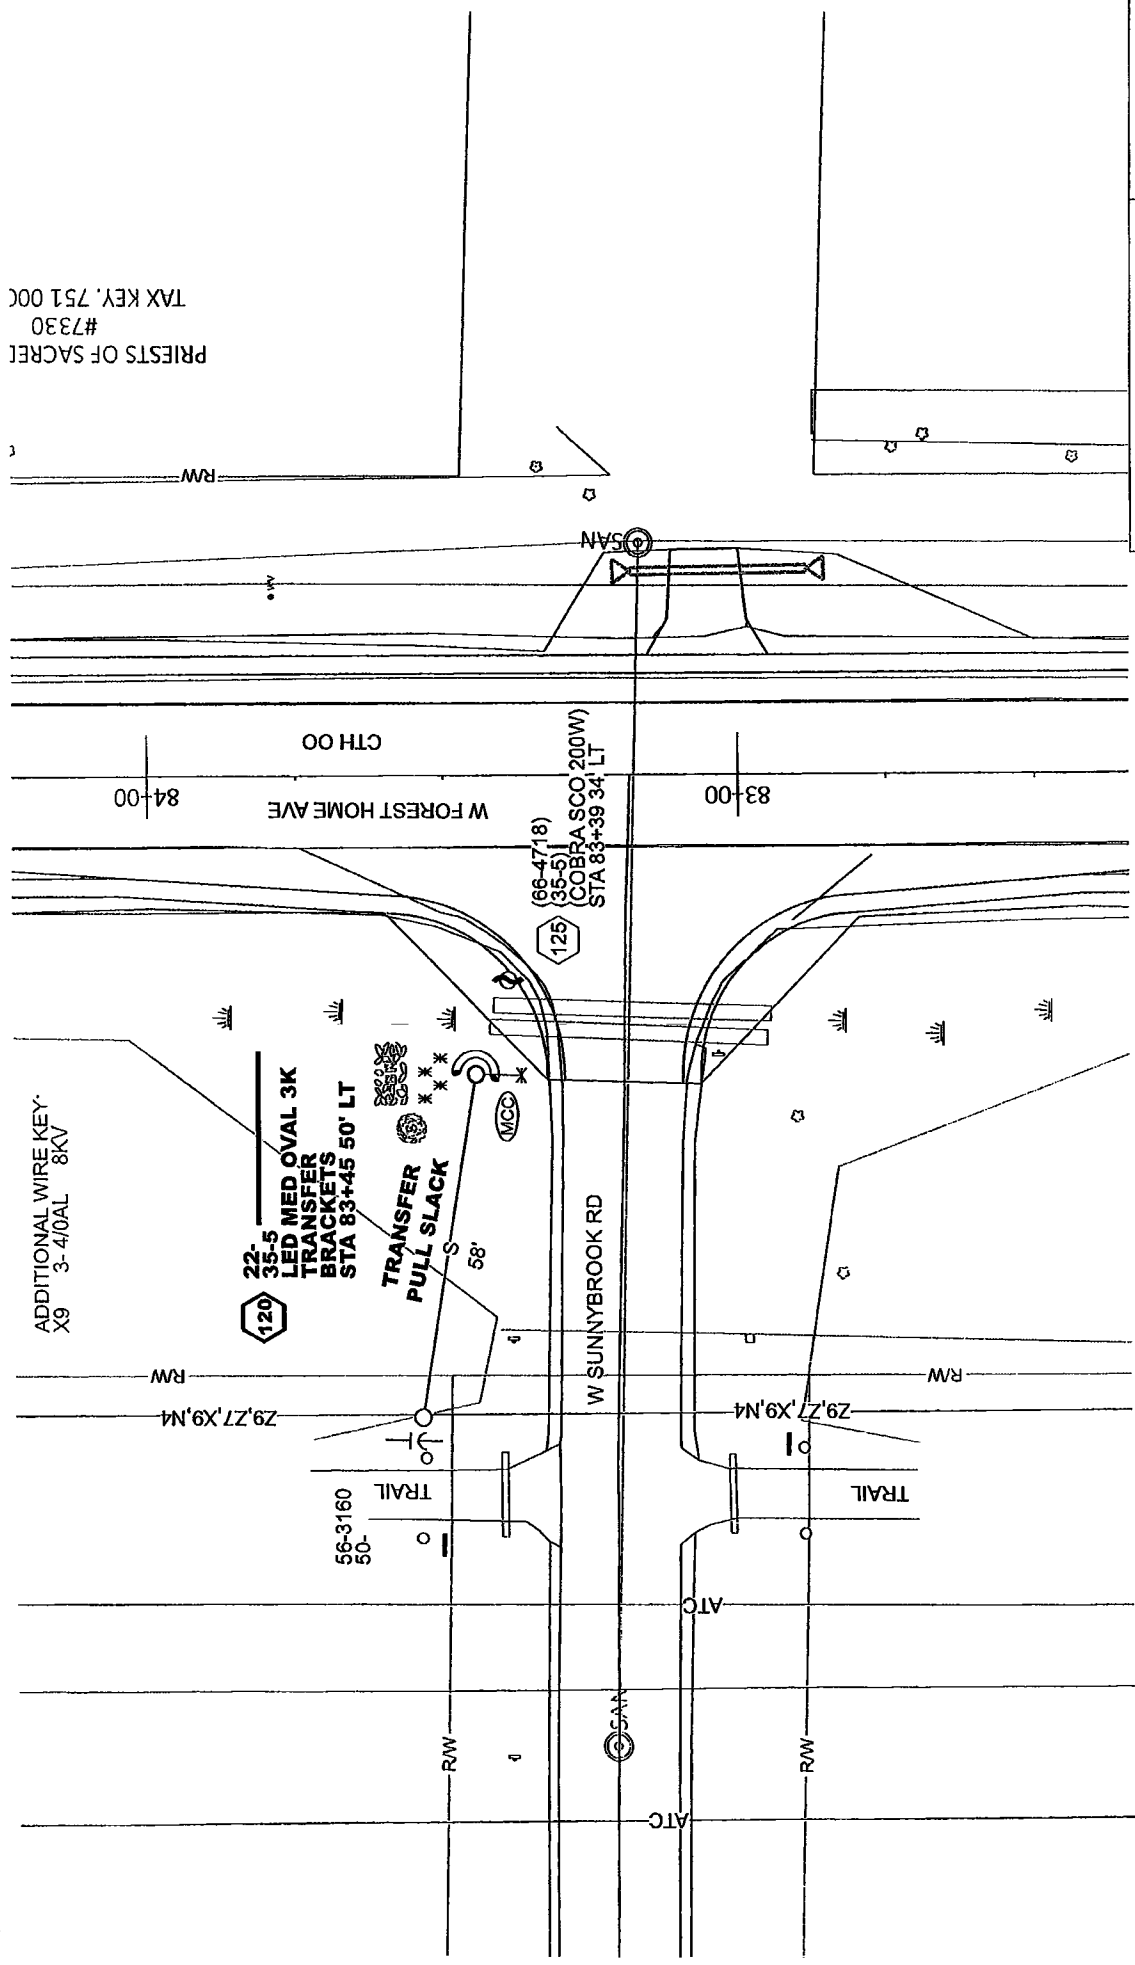 PRIESTS OF SACRE
#7330
TAX KEY. 751 000
R/W
SAN
WV
CTH OO
84+00
83+00
W FOREST HOME AVE
125
(66-4718)
(35-5)
(COBRA SCO 200W)
STA 83+39 34' LT
ADDITIONAL WIRE KEY-
X9 3- 4/0AL 8KV
120
22-
35-5
LED MED OVAL 3K
TRANSFER
BRACKETS
STA 83+45 50' LT
TRANSFER
PULL SLACK
S
58'
MCC
W SUNNYBROOK RD
R/W
R/W
Z9,Z7,X9,N4
Z9,Z7,X9,N4
TRAIL
TRAIL
56-3160
50-
ATC
ATC
SAN
R/W
R/W